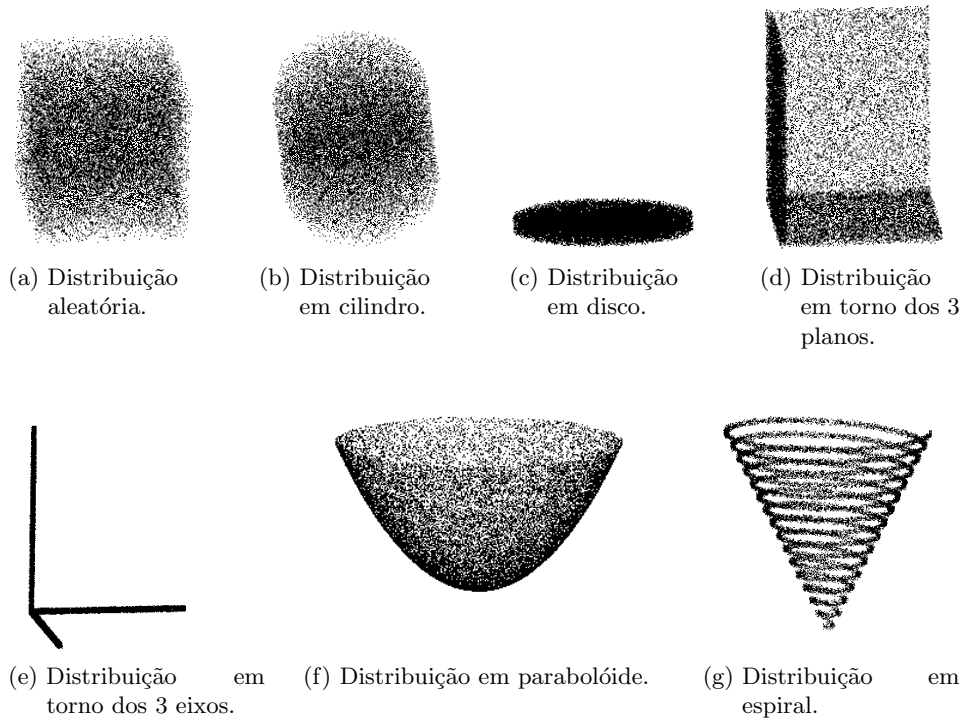 (a) Distribuição
aleatória.
(b) Distribuição
em cilindro.
(c) Distribuição
em disco.
(d) Distribuição
em torno dos 3
planos.
(e) Distribuição em
torno dos 3 eixos.
(f) Distribuição em parabolóide.
(g) Distribuição em
espiral.